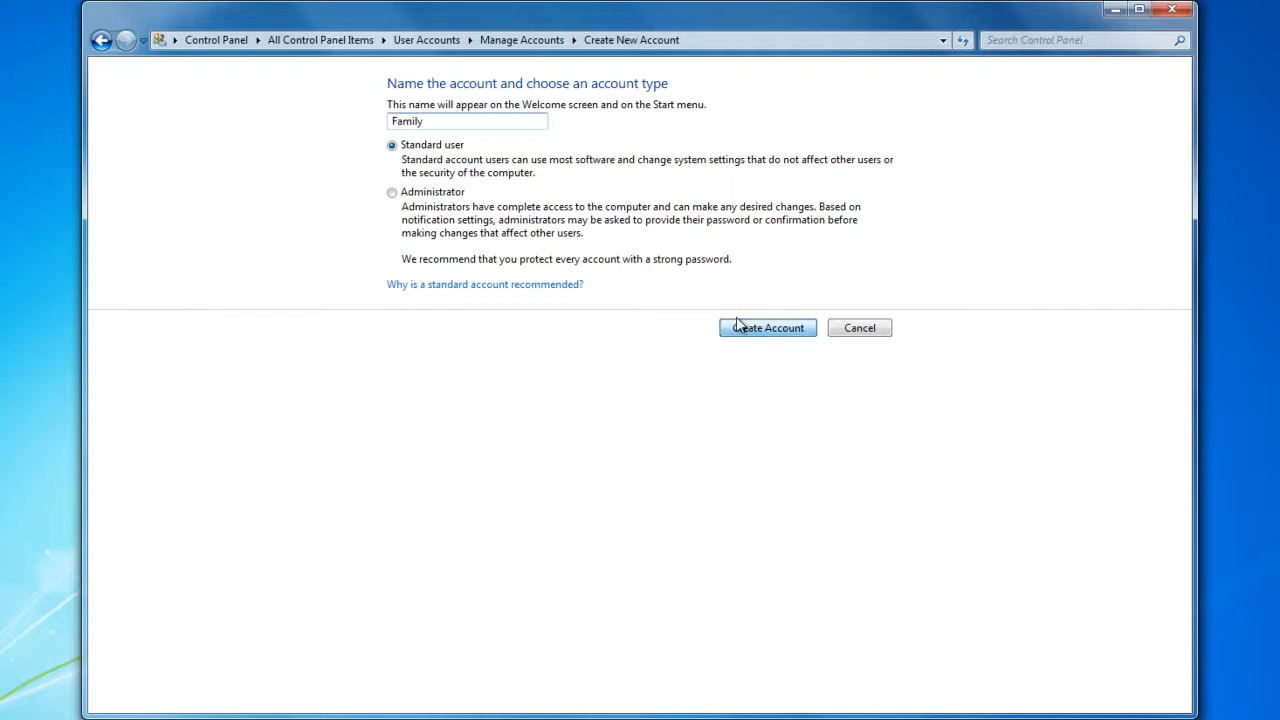 Control Panel All Control Panel Items User Accounts Manage Accounts Create New Account Search Control Panel
Name the account and choose an account type
This name will appear on the Welcome screen and on the Start menu.
Family
Standard user
Standard account users can use most software and change system settings that do not affect other users or
the security of the computer.
Administrator
Administrators have complete access to the computer and can make any desired changes. Based on
notification settings, administrators may be asked to provide their password or confirmation before
making changes that affect other users.
We recommend that you protect every account with a strong password.
Why is a standard account recommended?
Create Account Cancel